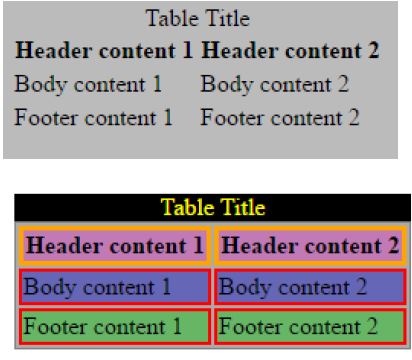 Table Title
Header content 1 Header content 2
Body content 1 Body content 2
Footer content 1 Footer content 2
Table Title
Header content 1 Header content 2
Body content 1 Body content 2
Footer content 1 Footer content 2